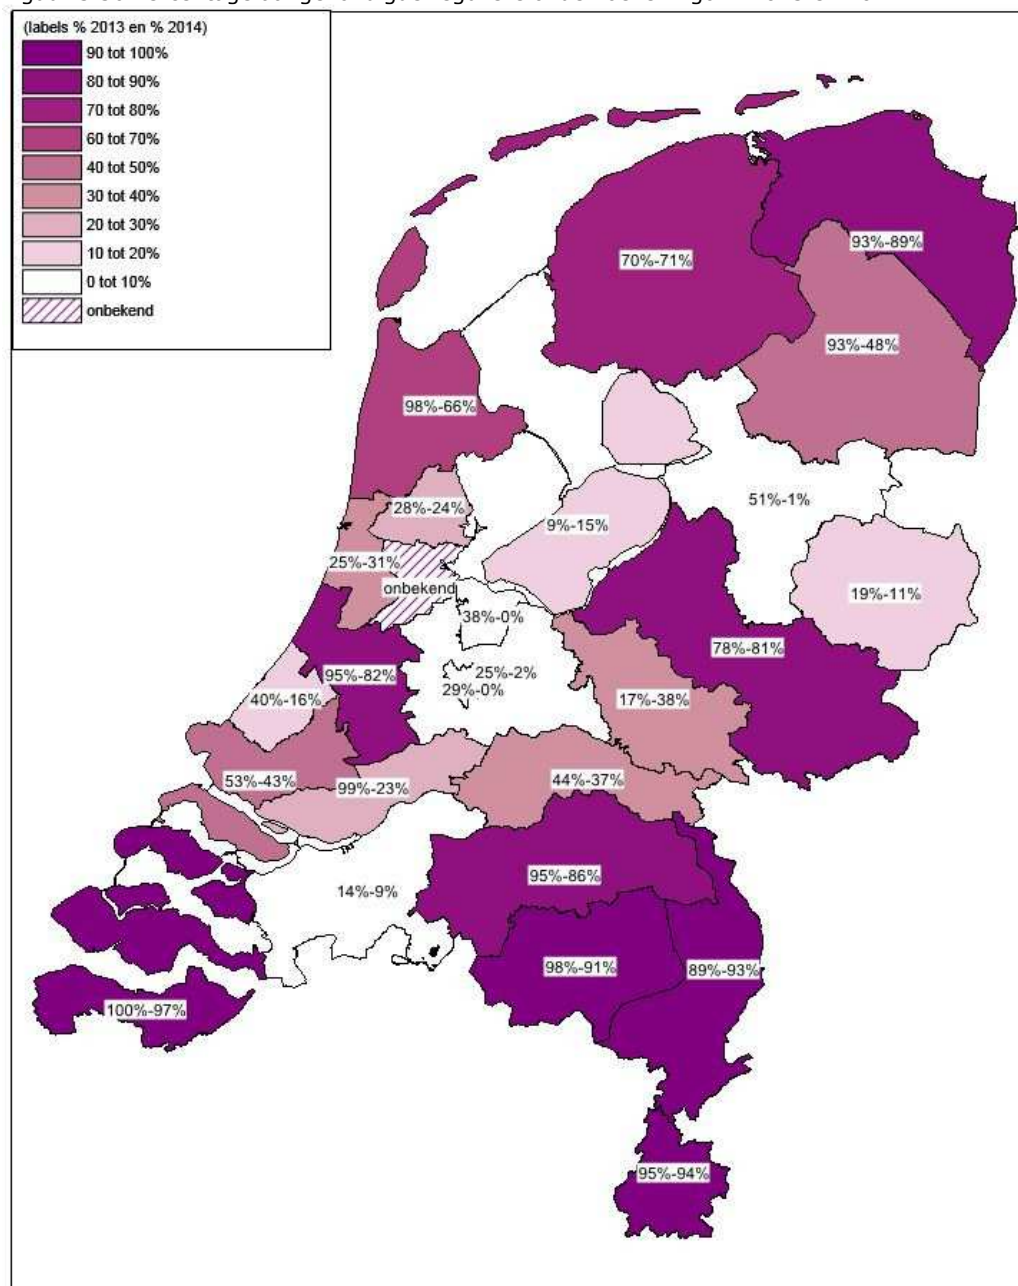 (labels % 2013 en % 2014)
90 tot 100%
80 tot 90%
70 tot 80%
60 tot 70%
40 tot 50%
30 tot 40%
20 tot 30%
10 tot 20%
0 tot 10%
onbekend
93%-89%
70%-71%
93%-48%
98%-66%
51%-1%
28%-24%
9%-15%
25%-31%
onbekend
19%-11%
38%-0%
78%-81%
95%-82%
25%-2%
29%-0%
40%-16%
17%-38%
53%-43%
99%-23%
44%-37%
95%-86%
14%-9%
98%-91%
89%-93%
100%-97%
95%-94%